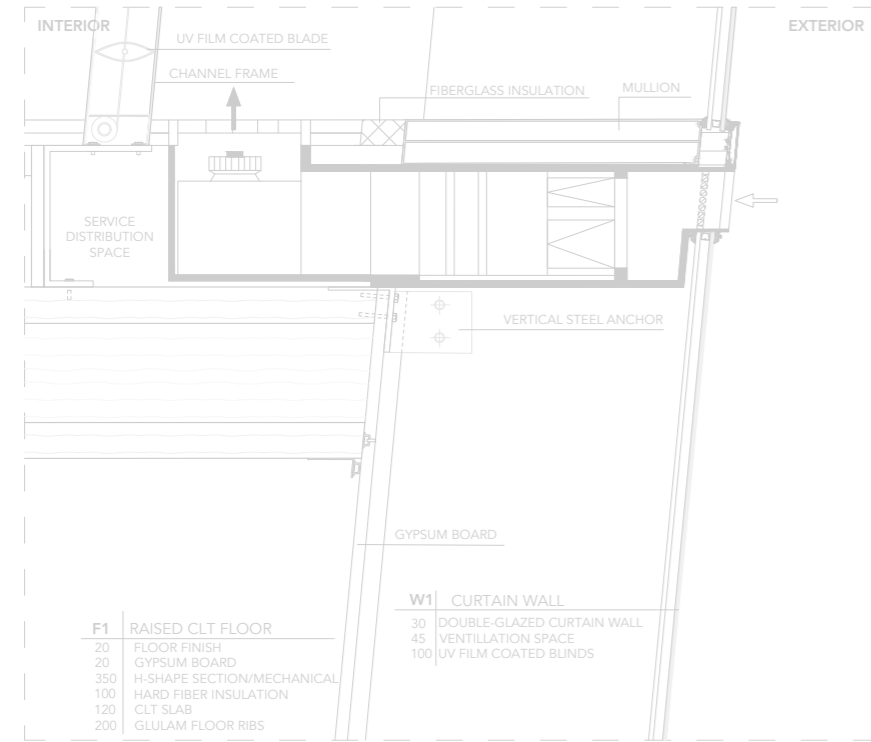 INTERIOR
EXTERIOR
UV FILM COATED BLADE
CHANNEL FRAME
FIBERGLASS INSULATION
MULLION
SERVICE
DISTRIBUTION
SPACE
VERTICAL STEEL ANCHOR
GYPSUM BOARD
W1 CURTAIN WALL
30 DOUBLE-GLAZED CURTAIN WALL
45 VENTILLATION SPACE
100 UV FILM COATED BLINDS
F1 RAISED CLT FLOOR
20 FLOOR FINISH
20 GYPSUM BOARD
350 H-SHAPE SECTION/MECHANICAL
100 HARD FIBER INSULATION
120 CLT SLAB
200 GLULAM FLOOR RIBS